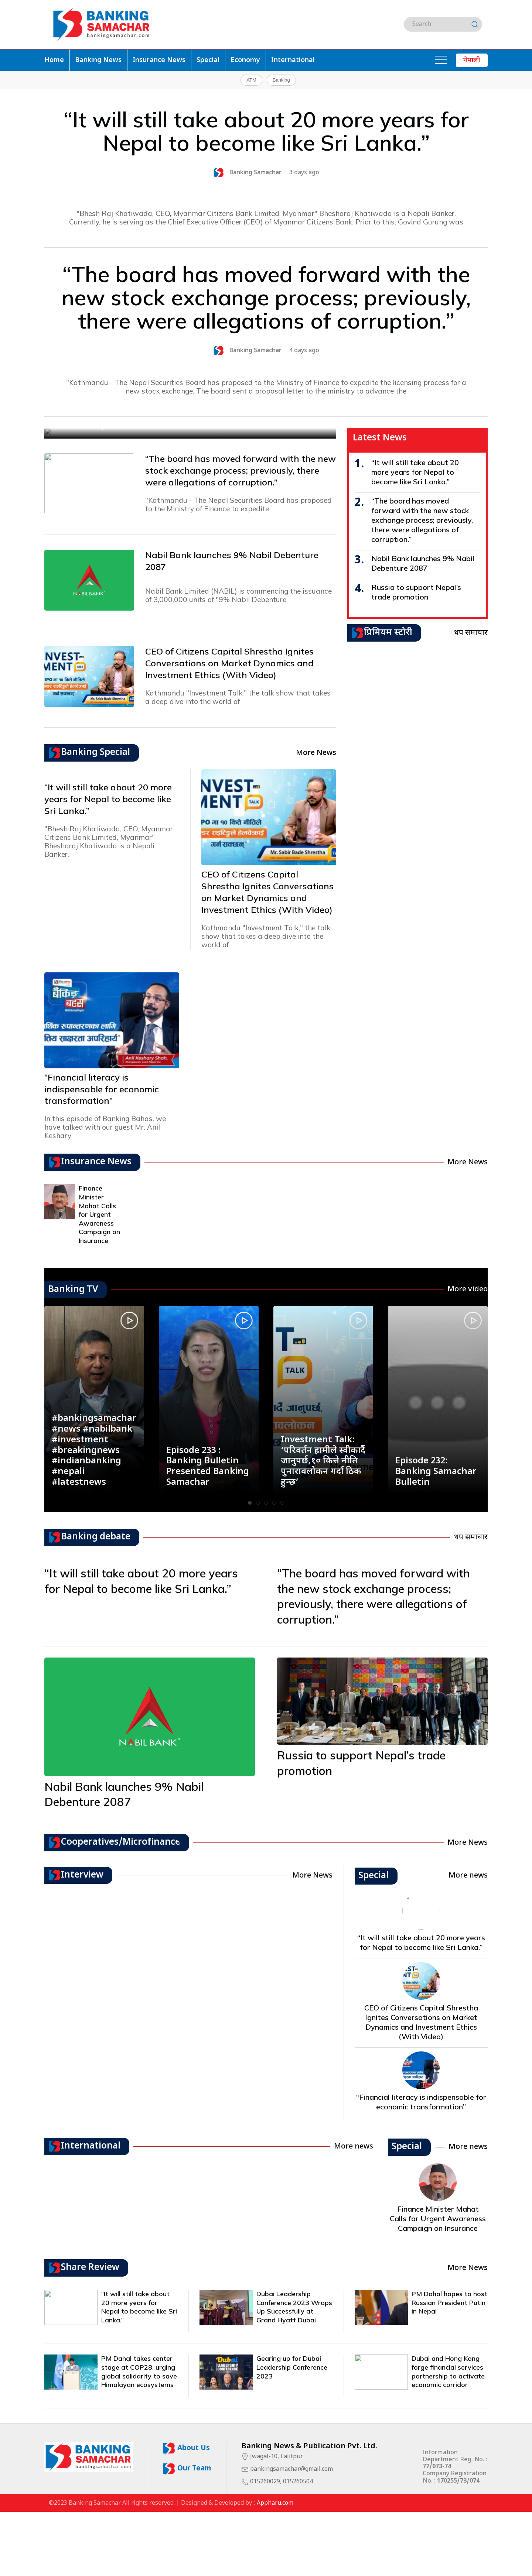 BANKING
SAMACHAR
bankingsamachar.com
Search
Home
Banking News
Insurance News
Special
Economy
International
नेपाली
ATM
Banking
“It will still take about 20 more years for
Nepal to become like Sri Lanka.”
Banking Samachar 3 days ago
"Bhesh Raj Khatiwada, CEO, Myanmar Citizens Bank Limited, Myanmar" Bhesharaj Khatiwada is a Nepali Banker.
Currently, he is serving as the Chief Executive Officer (CEO) of Myanmar Citizens Bank. Prior to this, Govind Gurung was
“The board has moved forward with the
new stock exchange process; previously,
there were allegations of corruption.”
Banking Samachar 4 days ago
"Kathmandu - The Nepal Securities Board has proposed to the Ministry of Finance to expedite the licensing process for a
new stock exchange. The board sent a proposal letter to the ministry to advance the
“The board has moved forward with the new
stock exchange process; previously, there
were allegations of corruption.”
"Kathmandu - The Nepal Securities Board has proposed
to the Ministry of Finance to expedite
NABIL BANK
Nabil Bank launches 9% Nabil Debenture
2087
Nabil Bank Limited (NABIL) is commencing the issuance
of 3,000,000 units of "9% Nabil Debenture
CEO of Citizens Capital Shrestha Ignites
Conversations on Market Dynamics and
Investment Ethics (With Video)
Kathmandu "Investment Talk," the talk show that takes
a deep dive into the world of
Latest News
1. “It will still take about 20
more years for Nepal to
become like Sri Lanka.”
2. “The board has moved
forward with the new stock
exchange process; previously,
there were allegations of
corruption.”
3. Nabil Bank launches 9% Nabil
Debenture 2087
4. Russia to support Nepal’s
trade promotion
प्रिमियम स्टोरी
थप समाचार
Banking Special
More News
“It will still take about 20 more
years for Nepal to become like
Sri Lanka.”
"Bhesh Raj Khatiwada, CEO, Myanmar
Citizens Bank Limited, Myanmar"
Bhesharaj Khatiwada is a Nepali
Banker.
TALK
Mr. Sabir Bade Shrestha
CEO of Citizens Capital
Shrestha Ignites Conversations
on Market Dynamics and
Investment Ethics (With Video)
Kathmandu "Investment Talk," the talk
show that takes a deep dive into the
world of
Anil Keshary Shah,
“Financial literacy is
indispensable for economic
transformation”
In this episode of Banking Bahas, we
have talked with our guest Mr. Anil
Keshary
Insurance News
More News
Finance
Minister
Mahat Calls
for Urgent
Awareness
Campaign on
Insurance
Banking TV
More video
#bankingsamachar
#news #nabilbank
#investment
#breakingnews
#indianbanking
#nepali
#latestnews
Episode 233 :
Banking Bulletin
Presented Banking
Samachar
TALK
Investment Talk:
‘परिवर्तन हामीले स्वीकार्दै
जानुपर्छ,१० कित्ते नीति
पुनरावलोकन गर्दा ठिक
हुन्छ’
Episode 232:
Banking Samachar
Bulletin
Banking debate
थप समाचार
“It will still take about 20 more years
for Nepal to become like Sri Lanka.”
“The board has moved forward with
the new stock exchange process;
previously, there were allegations of
corruption.”
NABIL BANK
Nabil Bank launches 9% Nabil
Debenture 2087
Russia to support Nepal’s trade
promotion
Cooperatives/Microfinance
More News
Interview
More News
Special
More news
“It will still take about 20 more years
for Nepal to become like Sri Lanka.”
CEO of Citizens Capital Shrestha
Ignites Conversations on Market
Dynamics and Investment Ethics
(With Video)
“Financial literacy is indispensable for
economic transformation”
International
More news
Special
More news
Finance Minister Mahat
Calls for Urgent Awareness
Campaign on Insurance
Share Review
More News
“It will still take about
20 more years for
Nepal to become like Sri
Lanka.”
Dubai Leadership
Conference 2023 Wraps
Up Successfully at
Grand Hyatt Dubai
PM Dahal hopes to host
Russian President Putin
in Nepal
PM Dahal takes center
stage at COP28, urging
global solidarity to save
Himalayan ecosystems
Gearing up for Dubai
Leadership Conference
2023
Dubai and Hong Kong
forge financial services
partnership to activate
economic corridor
BANKING
SAMACHAR
bankingsamachar.com
About Us
Our Team
Banking News & Publication Pvt. Ltd.
Jwagal-10, Lalitpur
bankingsamachar@gmail.com
015260029, 015260504
Information
Department Reg. No. :
77/073-74
Company Registration
No. : 170255/73/074
©2023 Banking Samachar All rights reserved. | Designed & Developed by : Appharu.com